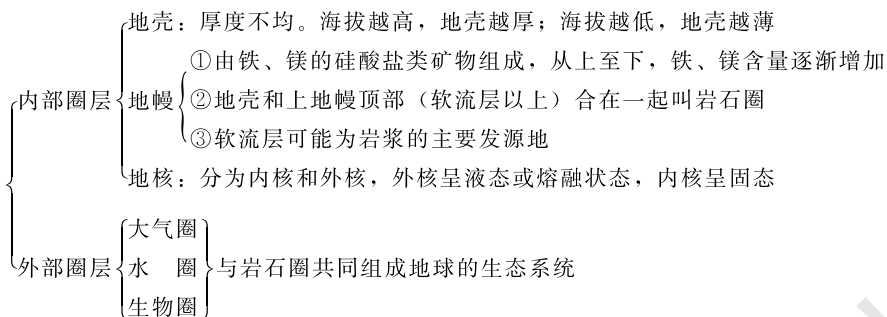 地壳：厚度不均。海拔越高，地壳越厚；海拔越低，地壳越薄
①由铁、镁的硅酸盐类矿物组成，从上至下，铁、镁含量逐渐增加
内部圈层 地幔 ②地壳和上地幔顶部（软流层以上）合在一起叫岩石圈
③软流层可能为岩浆的主要发源地
地核：分为内核和外核，外核呈液态或熔融状态，内核呈固态
大气圈
外部圈层 水 圈 与岩石圈共同组成地球的生态系统
生物圈